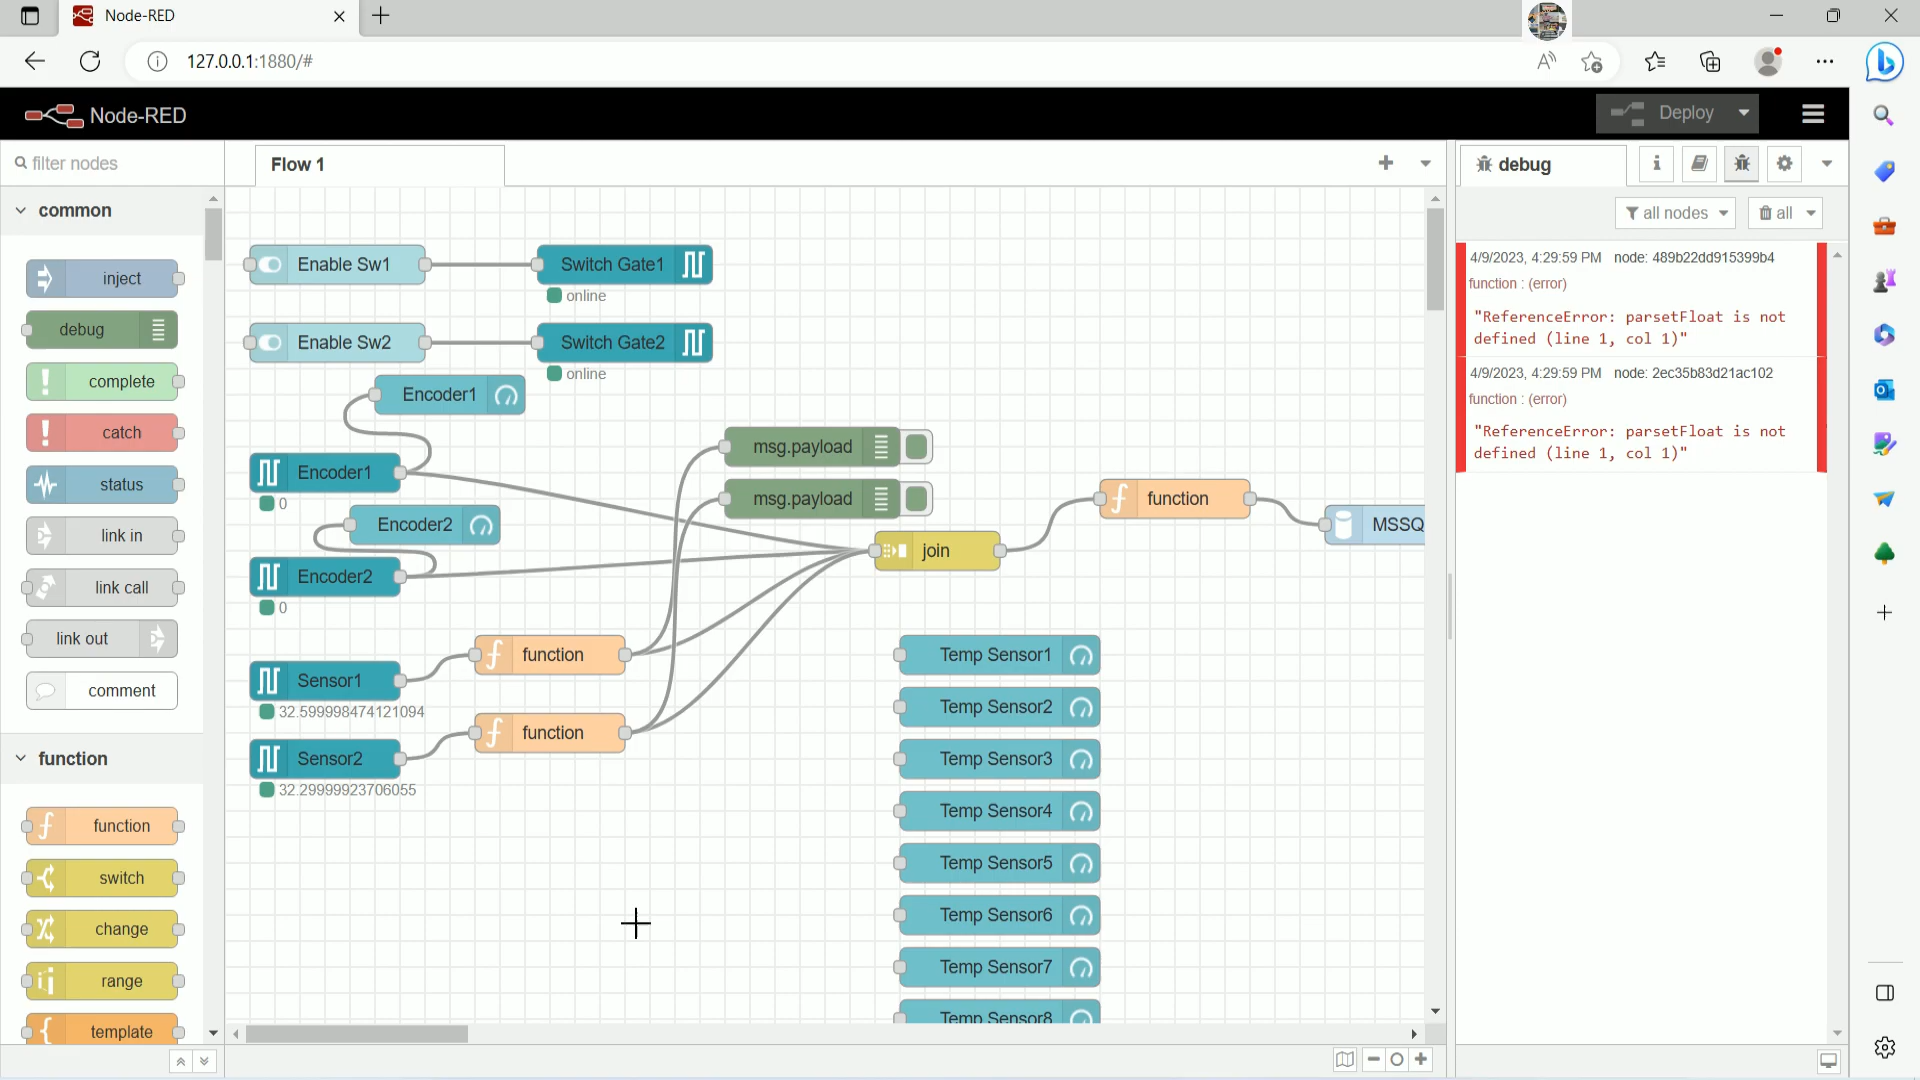 Node-RED
127.0.0.1:1880/#
Node-RED
Deploy
filter nodes
Flow 1
debug
all nodes
all
common
inject
debug
complete
catch
status
link in
link call
link out
comment
function
function
switch
change
range
template
Enable Sw1
Switch Gate1
online
Enable Sw2
Switch Gate2
online
Encoder1
msg.payload
Encoder1
0
msg.payload
function
Encoder2
MSSQ
join
Encoder2
0
function
Temp Sensor1
Sensor1
32.599998474121094
Temp Sensor2
function
Sensor2
32.29999923706055
Temp Sensor3
Temp Sensor4
Temp Sensor5
Temp Sensor6
Temp Sensor7
Temp Sensor8
4/9/2023, 4:29:59 PM node: 489b22dd915399b4
function : (error)
"ReferenceError: parsetFloat is not
defined (line 1, col 1)"
4/9/2023, 4:29:59 PM node: 2ec35b83d21ac102
function : (error)
"ReferenceError: parsetFloat is not
defined (line 1, col 1)"